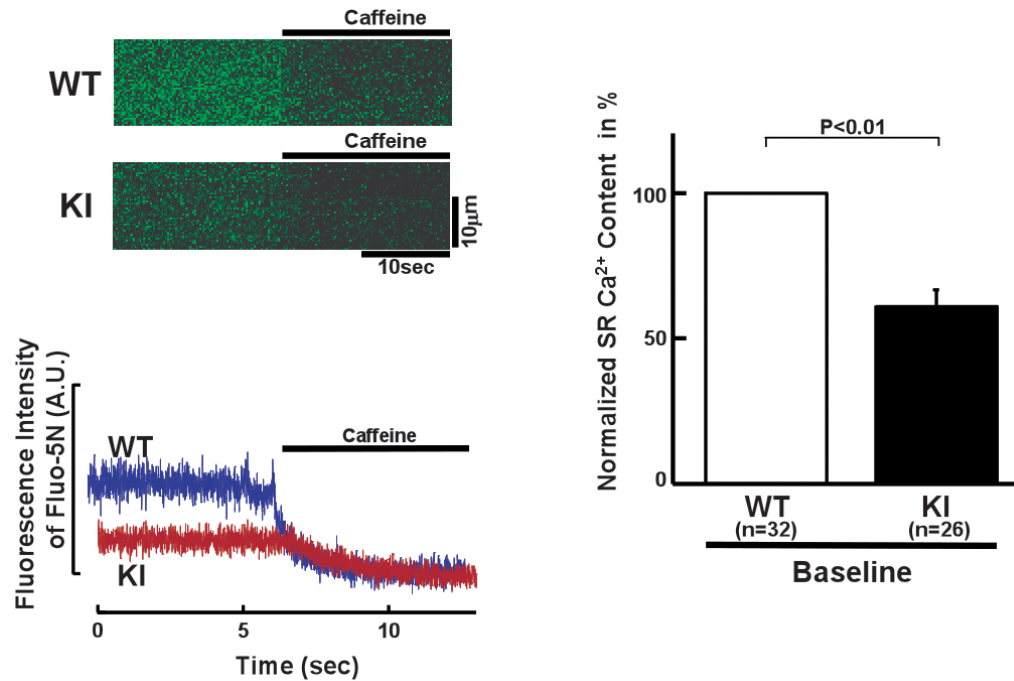 Caffeine
WT
Caffeine
KI
10μm
10sec
Fluorescence Intensity
of Fluo-5N (A.U.)
WT
Caffeine
KI
0 5 10
Time (sec)
Normalized SR Ca²⁺ Content in %
P<0.01
100
50
0
WT KI
(n=32) (n=26)
Baseline